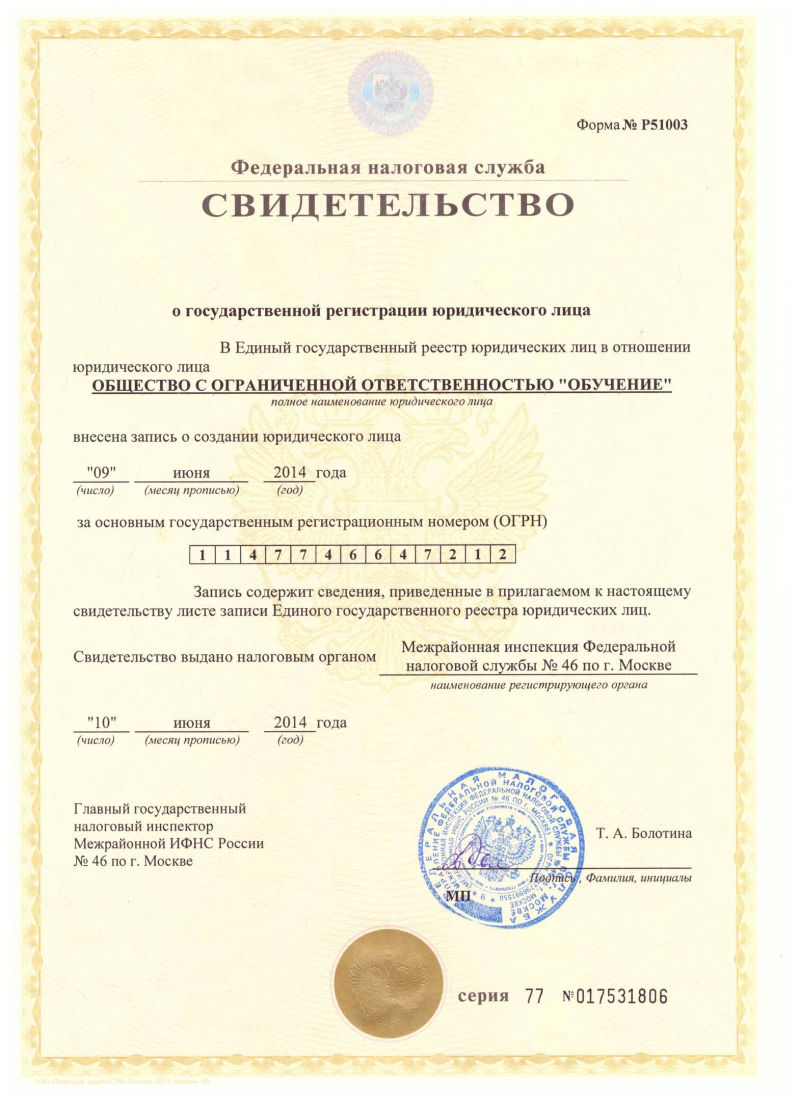 Форма № Р51003
Федеральная налоговая служба
СВИДЕТЕЛЬСТВО
о государственной регистрации юридического лица
В Единый государственный реестр юридических лиц в отношении
юридического лица
ОБЩЕСТВО С ОГРАНИЧЕННОЙ ОТВЕТСТВЕННОСТЬЮ "ОБУЧЕНИЕ"
полное наименование юридического лица
внесена запись о создании юридического лица
"09" июня 2014 года
(число) (месяц прописью) (год)
за основным государственным регистрационным номером (ОГРН)
1 1 4 7 7 4 6 6 4 7 2 1 2
Запись содержит сведения, приведенные в прилагаемом к настоящему
свидетельству листе записи Единого государственного реестра юридических лиц.
Свидетельство выдано налоговым органом
Межрайонная инспекция Федеральной
налоговой службы № 46 по г. Москве
наименование регистрирующего органа
"10" июня 2014 года
(число) (месяц прописью) (год)
Главный государственный
налоговый инспектор
Межрайонной ИФНС России
№ 46 по г. Москве
Т. А. Болотина
Подпись, Фамилия, инициалы
МП
ФЕДЕРАЛЬНАЯ НАЛОГОВАЯ СЛУЖБА
серия 77 №017531806